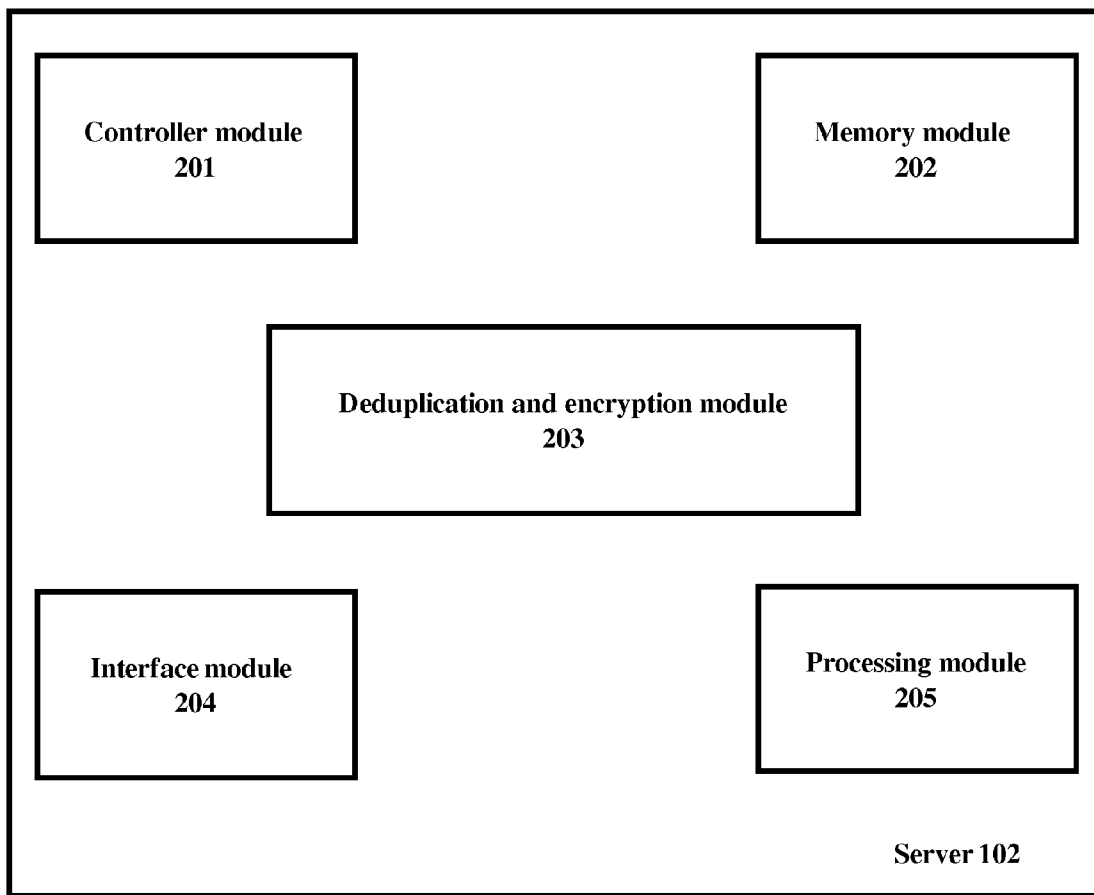 Controller module
201
Memory module
202
Deduplication and encryption module
203
Interface module
204
Processing module
205
Server 102